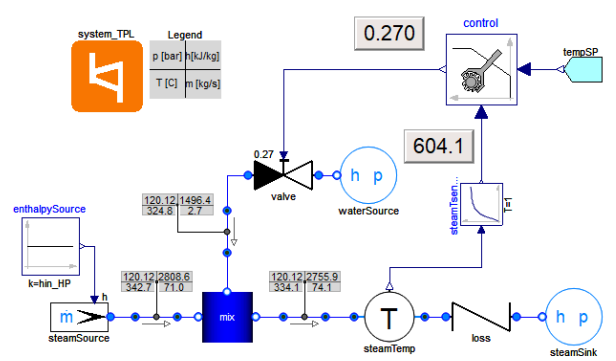 system_TPL
Legend
p [bar] h[kJ/kg]
T [C] m [kg/s]
0.270
control
tempSP
604.1
0.27
valve
h p
waterSource
steamTsen...
T=1
120.12 1496.4
324.8 2.7
enthalpySource
k=hin_HP
h
120.12 2808.6
342.7 71.0
120.12 2755.9
334.1 74.1
ṁ
steamSource
mix
T
steamTemp
loss
h p
steamSink